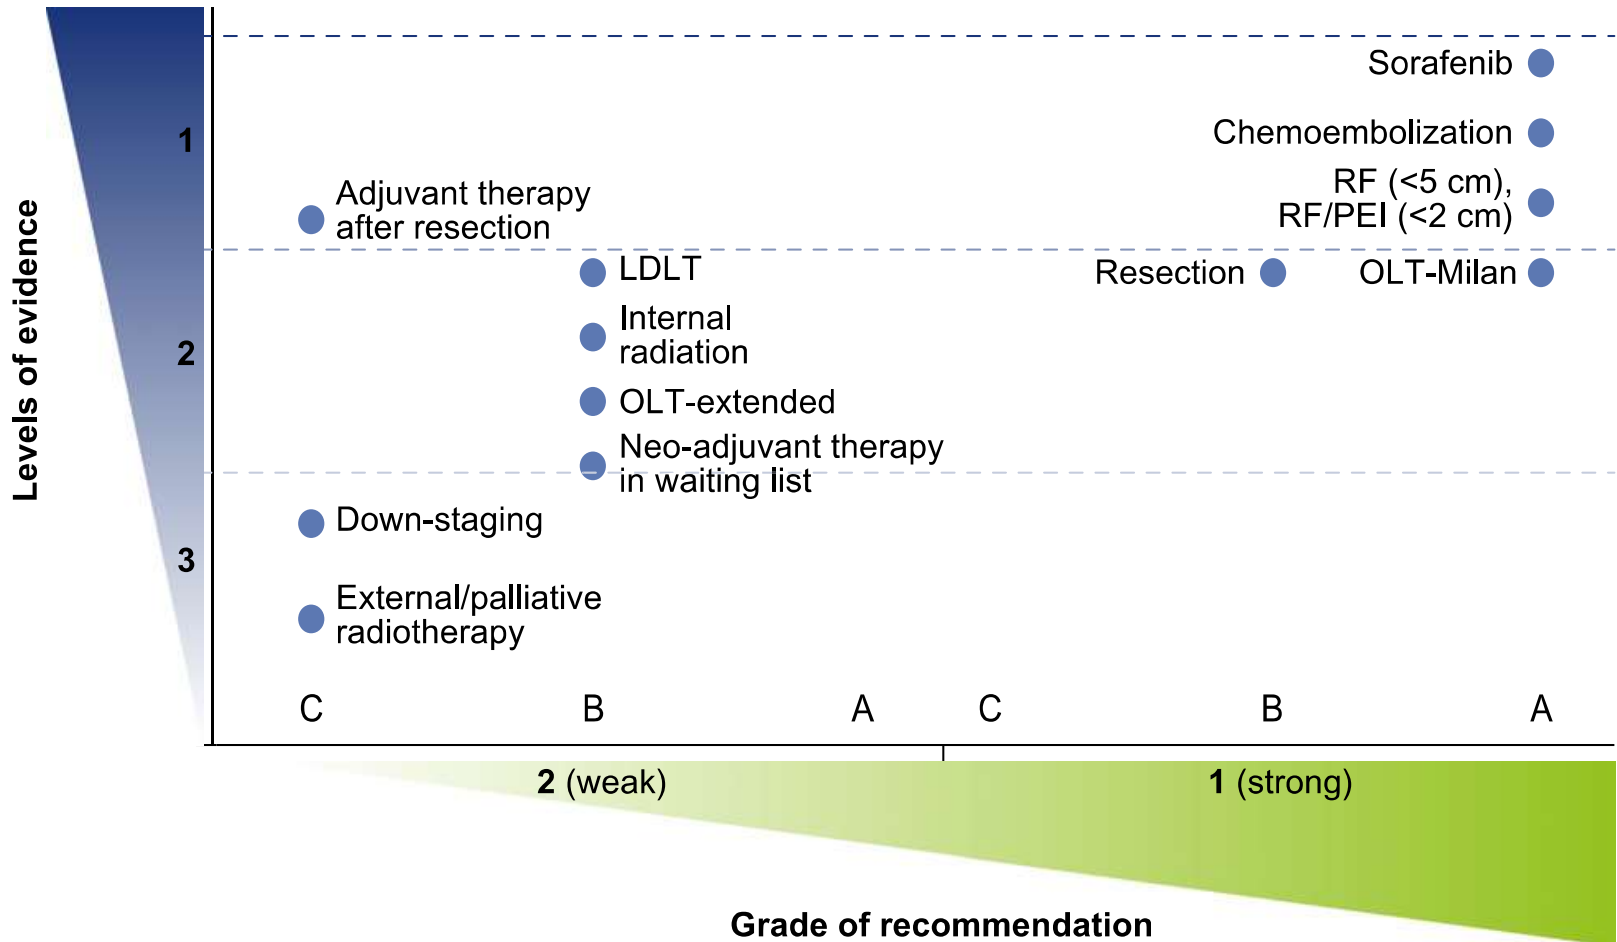 Levels of evidence
1
2
3
Sorafenib
Chemoembolization
RF (<5 cm),
RF/PEI (<2 cm)
Adjuvant therapy
after resection
LDLT
Resection
OLT-Milan
Internal
radiation
OLT-extended
Neo-adjuvant therapy
in waiting list
Down-staging
External/palliative
radiotherapy
C
B
A
C
B
A
2 (weak)
1 (strong)
Grade of recommendation